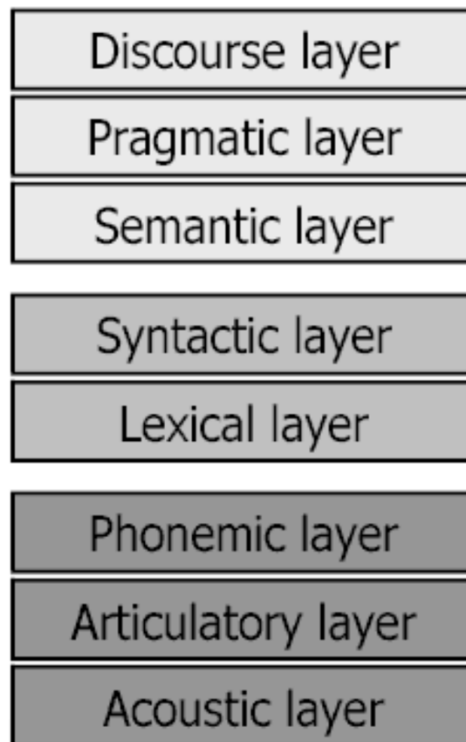 Discourse layer
Pragmatic layer
Semantic layer
Syntactic layer
Lexical layer
Phonemic layer
Articulatory layer
Acoustic layer